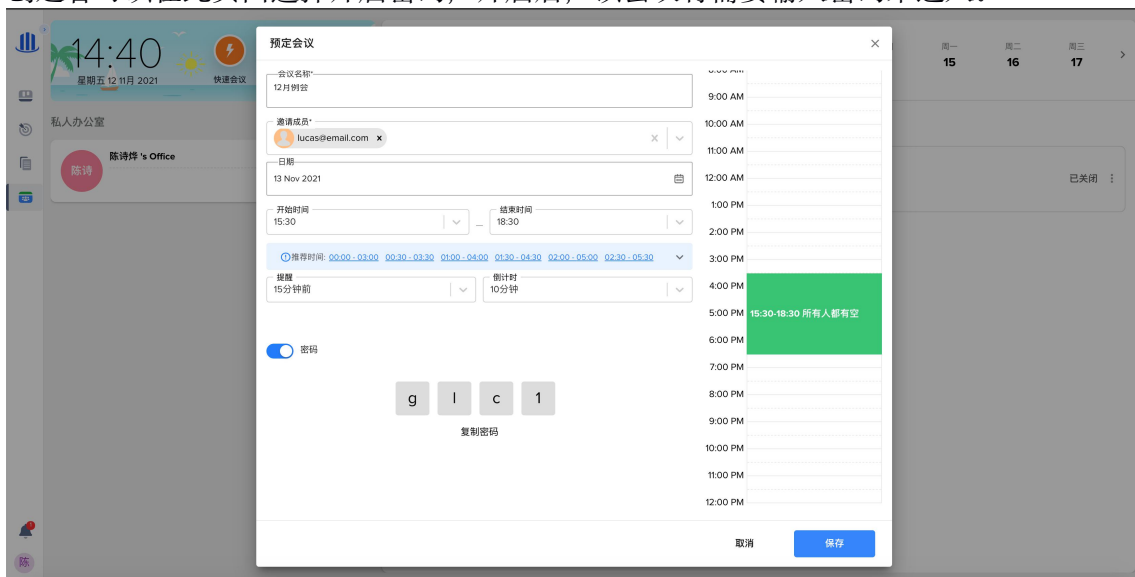 14:40
星期五 12 11月 2021
快速会议
私人办公室
陈诗
陈诗烨 's Office
陈
预定会议
会议名称*
12月例会
邀请成员*
lucas@email.com ×
日期
13 Nov 2021
开始时间
15:30
–
结束时间
18:30
推荐时间: 00:00 - 03:00 00:30 - 03:30 01:00 - 04:00 01:30 - 04:30 02:00 - 05:00 02:30 - 05:30
提醒
15分钟前
倒计时
10分钟
密码
g l c 1
复制密码
9:00 AM
10:00 AM
11:00 AM
12:00 AM
1:00 PM
2:00 PM
3:00 PM
4:00 PM
5:00 PM
15:30-18:30 所有人都有空
6:00 PM
7:00 PM
8:00 PM
9:00 PM
10:00 PM
11:00 PM
12:00 PM
取消
保存
周一 周二 周三
15 16 17
已关闭